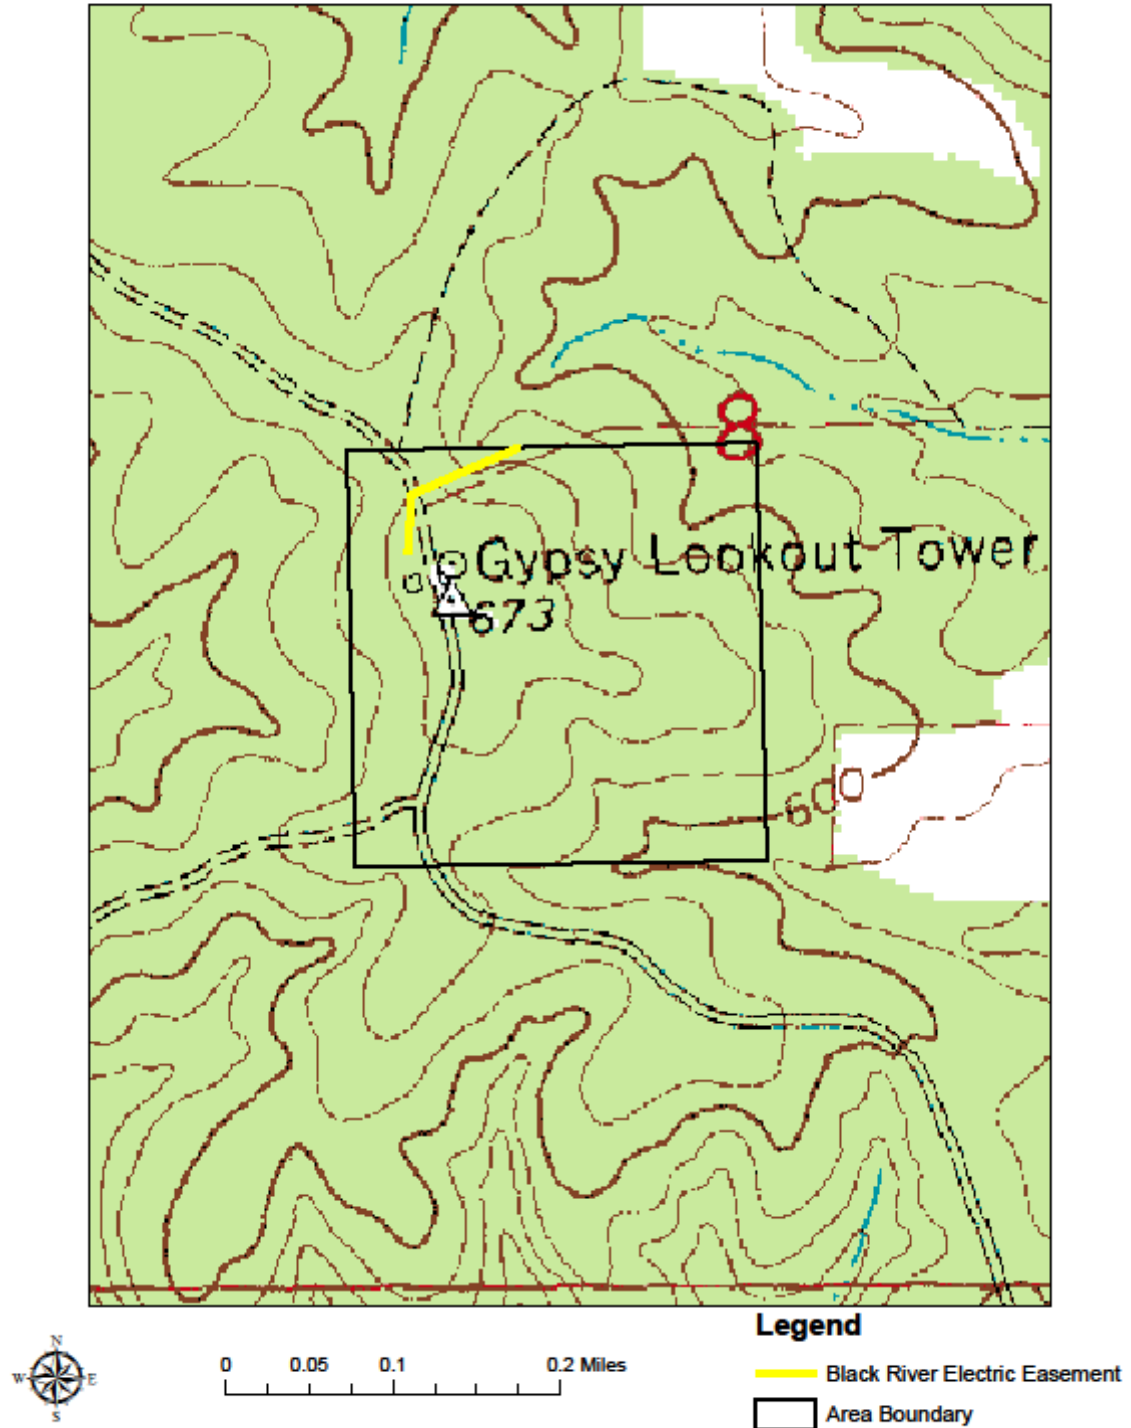 8
Gypsy Lookout Tower
673
600
N
W E
S
0 0.05 0.1 0.2 Miles
Legend
Black River Electric Easement
Area Boundary